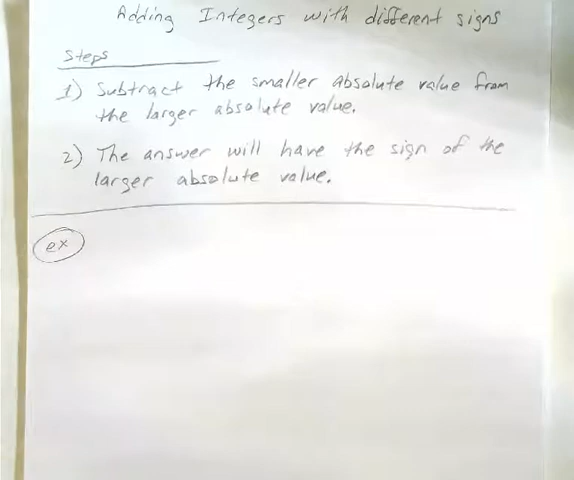 Adding Integers with different signs
Steps
1) Subtract the smaller absolute value from
the larger absolute value.
2) The answer will have the sign of the
larger absolute value.
ex